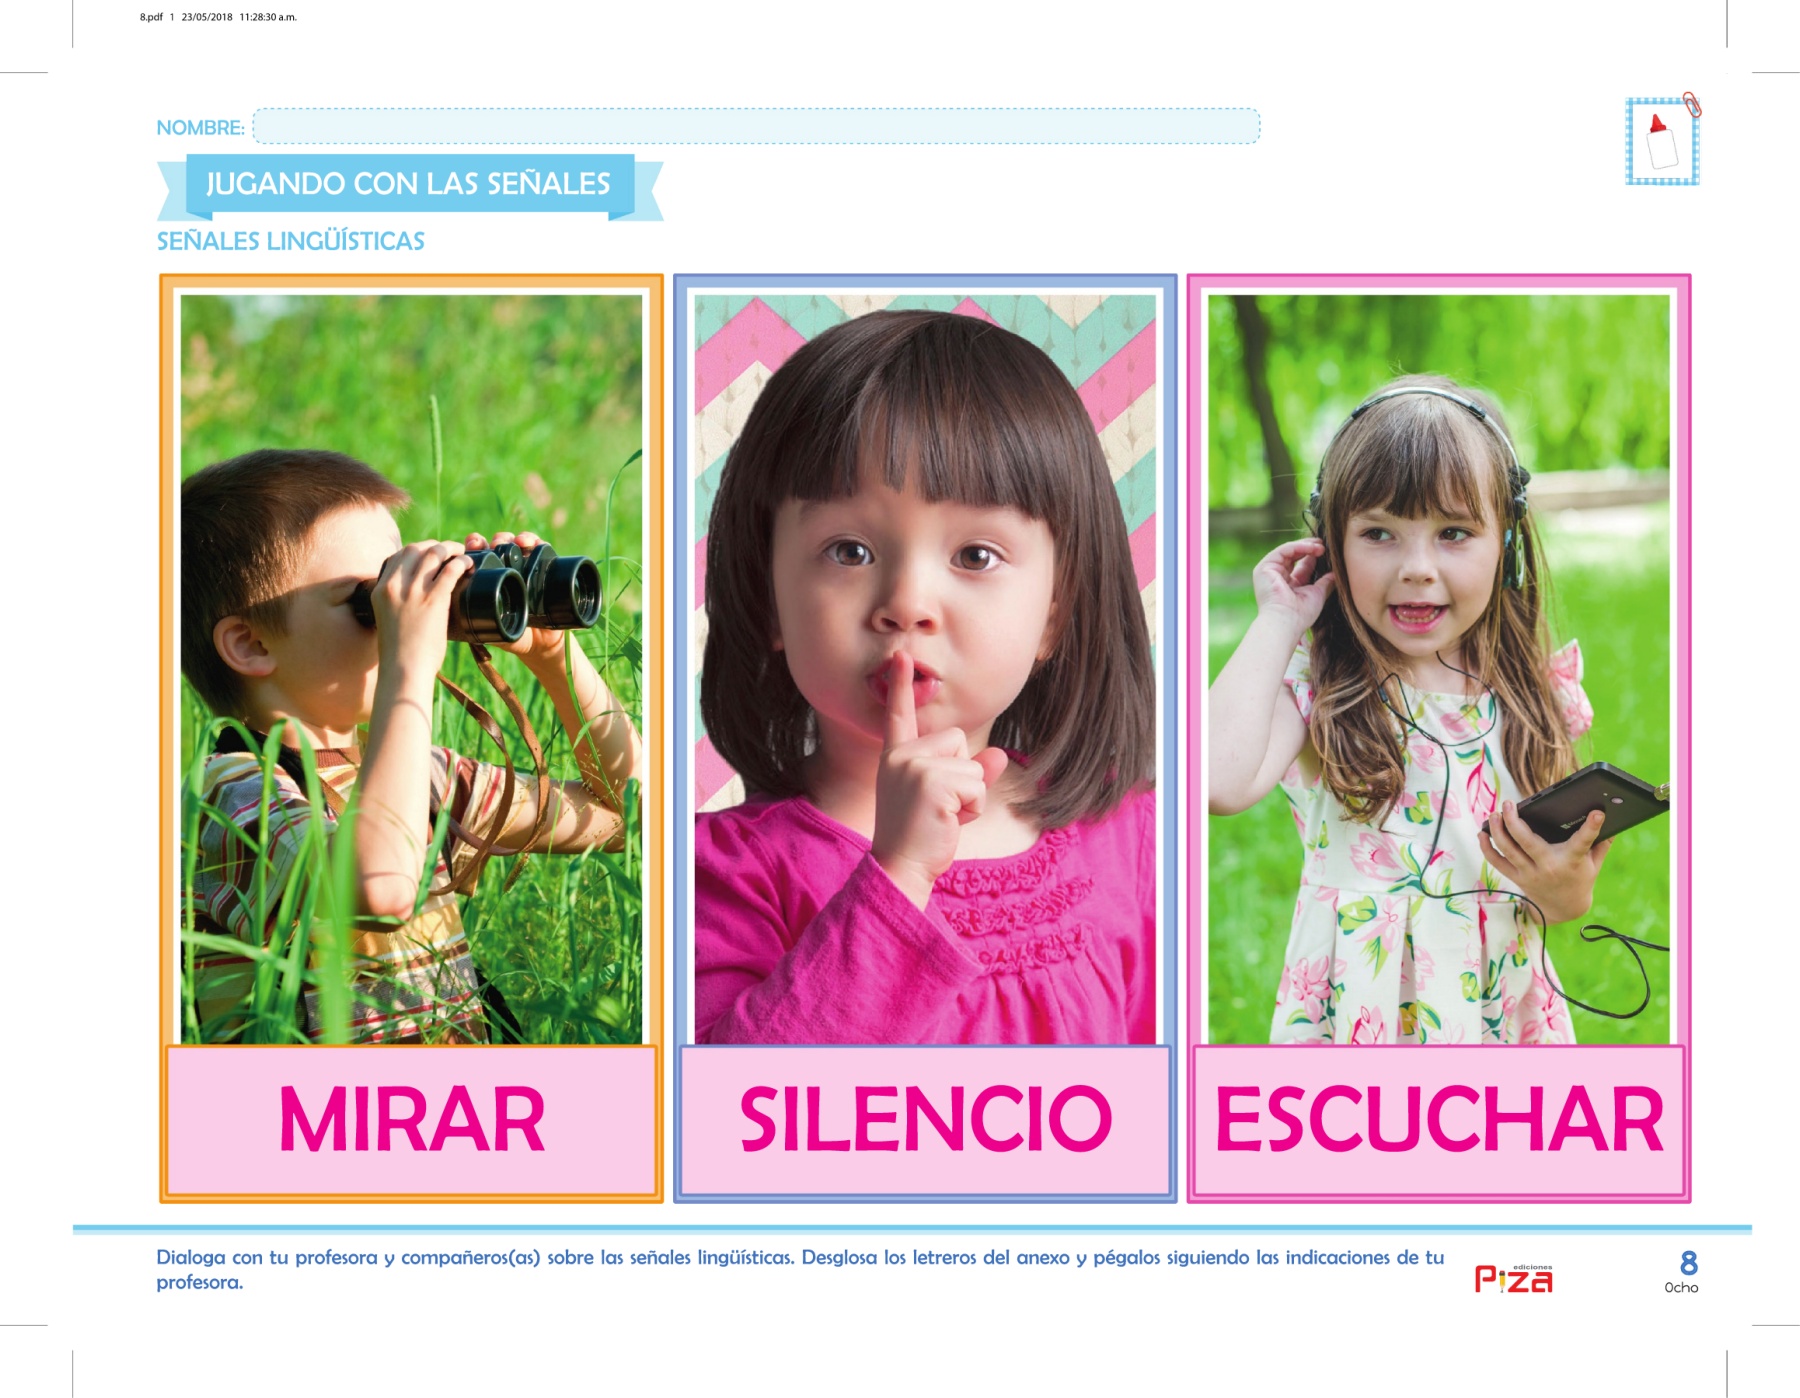 8.pdf 1 23/05/2018 11:28:30 a.m.
NOMBRE:
JUGANDO CON LAS SEÑALES
SEÑALES LINGÜÍSTICAS
MIRAR
SILENCIO
ESCUCHAR
Dialoga con tu profesora y compañeros(as) sobre las señales lingüísticas. Desglosa los letreros del anexo y pégalos siguiendo las indicaciones de tu
profesora.
ediciones
Piza
8
Ocho